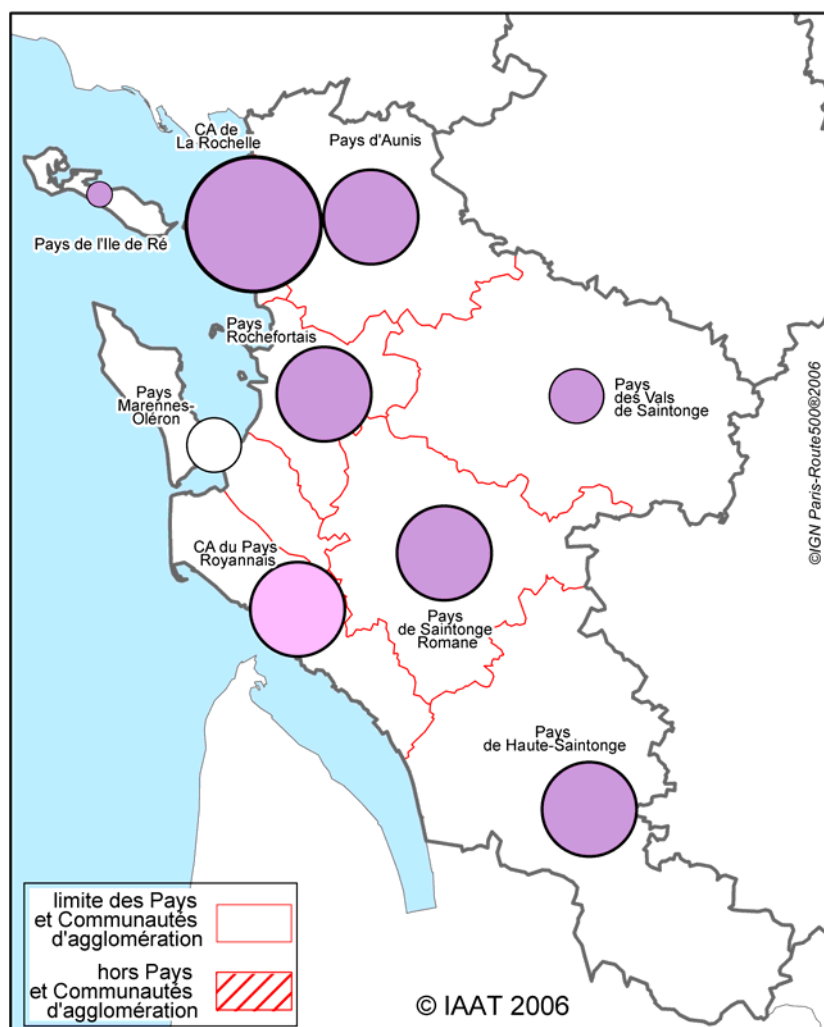 CA de
La Rochelle
Pays d'Aunis
Pays de l'Ile de Ré
Pays
Rochefortais
Pays
Marennes-
Oléron
Pays
des Vals
de Saintonge
CA du Pays
Royannais
Pays
de Saintonge
Romane
Pays
de Haute-Saintonge
©IGN Paris-Route500®2006
limite des Pays
et Communautés
d'agglomération
hors Pays
et Communautés
d'agglomération
© IAAT 2006